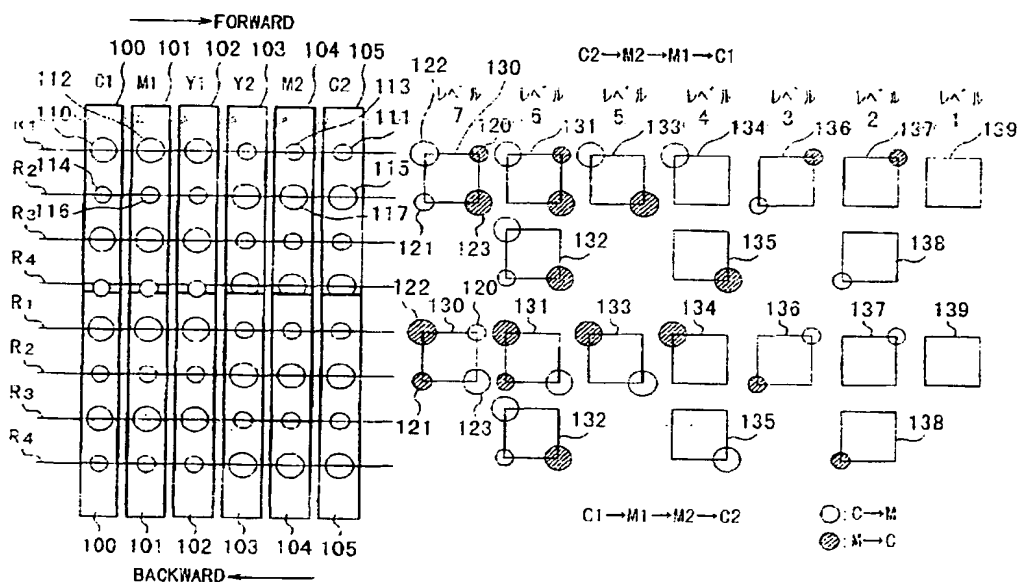 FORWARD
100 101 102 103 104 105
C1 M1 Y1 Y2 M2 C2
112
110
113
111
R1
114
R2
115
116
117
R3
R4
R1
R2
R3
R4
100 101 102 103 104 105
BACKWARD
C2→M2→M1→C1
122 130
レベル 7
レベル 6
レベル 5
レベル 4
レベル 3
レベル 2
レベル 1
120 131 133 134 136 137 139
121 123
132 135 138
122 130 120 131 133 134 136 137 139
121 123 132 135 138
C1→M1→M2→C2
:C→M
:M→C